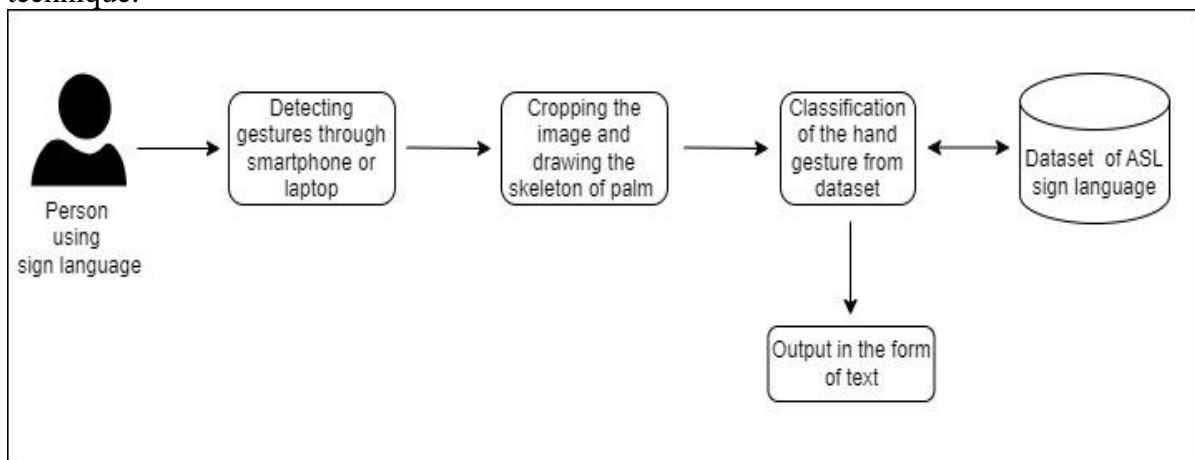 technique.
Person
using
sign language
Detecting
gestures through
smartphone or
laptop
Cropping the
image and
drawing the
skeleton of palm
Classification
of the hand
gesture from
dataset
Dataset of ASL
sign language
Output in the form
of text